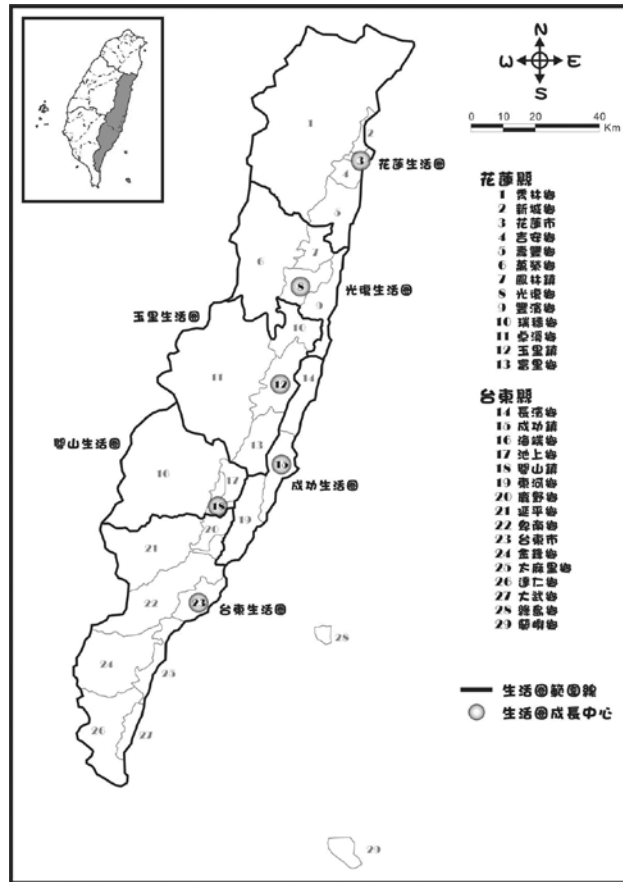 N
W E
S
0 10 20 40
Km
1
2
3
花蓮生活圈
4
5
6
7
8
光復生活圈
9
玉里生活圈
10
11
12
14
關山生活圈
13
15
成功生活圈
16
17
18
19
20
21
22
23
台東生活圈
24
25
26
27
28
29
花蓮縣
1 秀林鄉
2 新城鄉
3 花蓮市
4 吉安鄉
5 壽豐鄉
6 萬榮鄉
7 鳳林鎮
8 光復鄉
9 豐濱鄉
10 瑞穗鄉
11 卓溪鄉
12 玉里鎮
13 富里鄉
台東縣
14 長濱鄉
15 成功鎮
16 海端鄉
17 池上鄉
18 關山鎮
19 東河鄉
20 鹿野鄉
21 延平鄉
22 卑南鄉
23 台東市
24 金鋒鄉
25 太麻里鄉
26 達仁鄉
27 大武鄉
28 綠島鄉
29 蘭嶼鄉
生活圈範圍線
生活圈成長中心